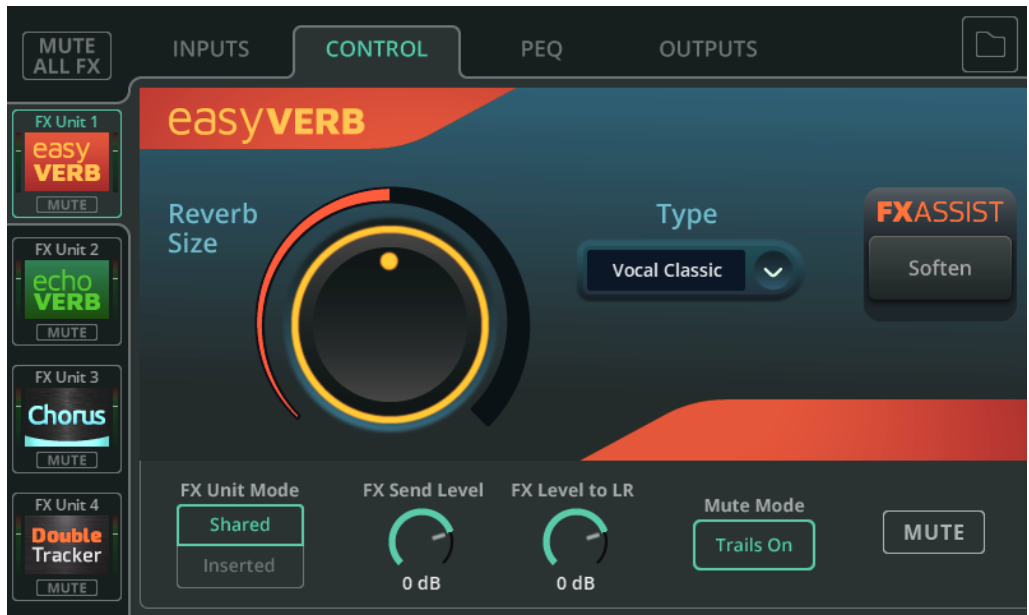 MUTE
ALL FX
INPUTS
CONTROL
PEQ
OUTPUTS
FX Unit 1
easy
VERB
MUTE
FX Unit 2
echo
VERB
MUTE
FX Unit 3
Chorus
MUTE
FX Unit 4
Double
Tracker
MUTE
easyVERB
Reverb
Size
Type
Vocal Classic
FXASSIST
Soften
FX Unit Mode
Shared
Inserted
FX Send Level
0 dB
FX Level to LR
0 dB
Mute Mode
Trails On
MUTE